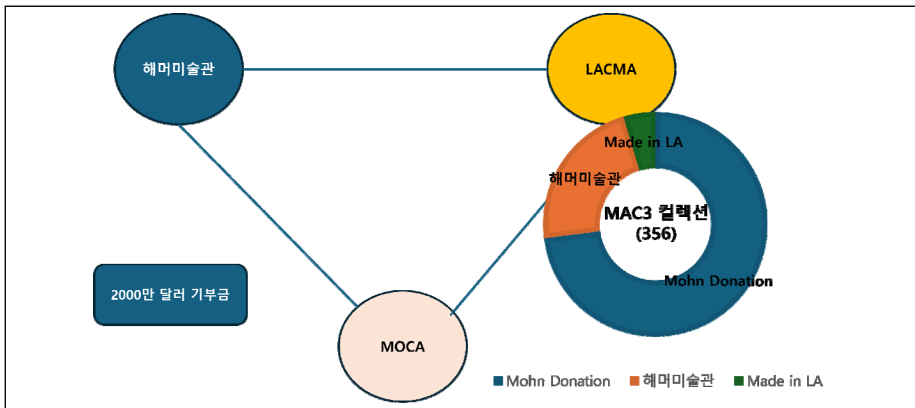 해머미술관
LACMA
Made in LA
해머미술관
MAC3 컬렉션
(356)
Mohn Donation
2000만 달러 기부금
MOCA
Mohn Donation 해머미술관 Made in LA